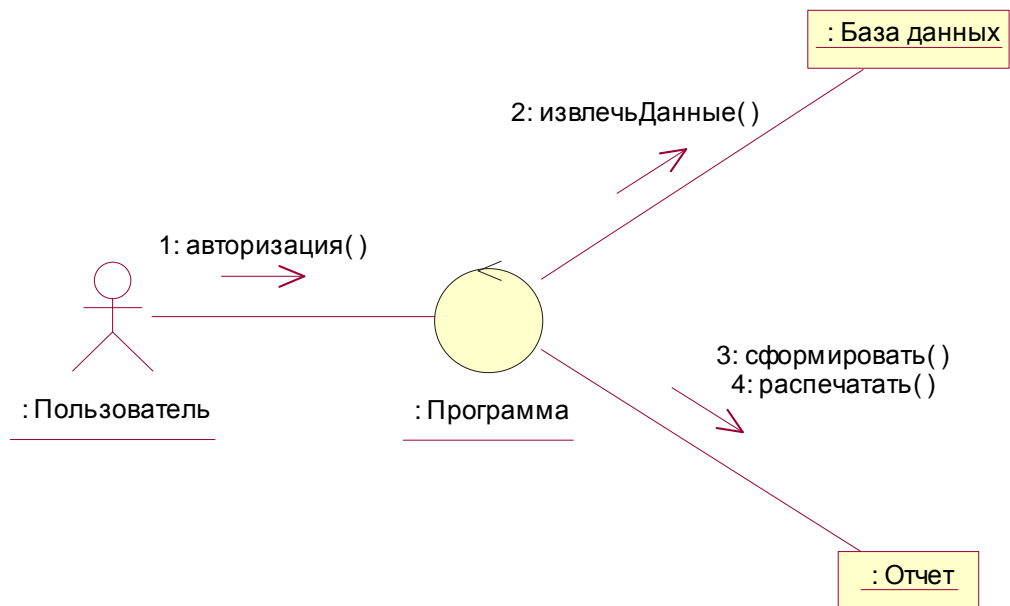 : База данных
2: извлечьДанные( )
1: авторизация( )
3: сформировать( )
4: распечатать( )
: Пользователь
: Программа
: Отчет